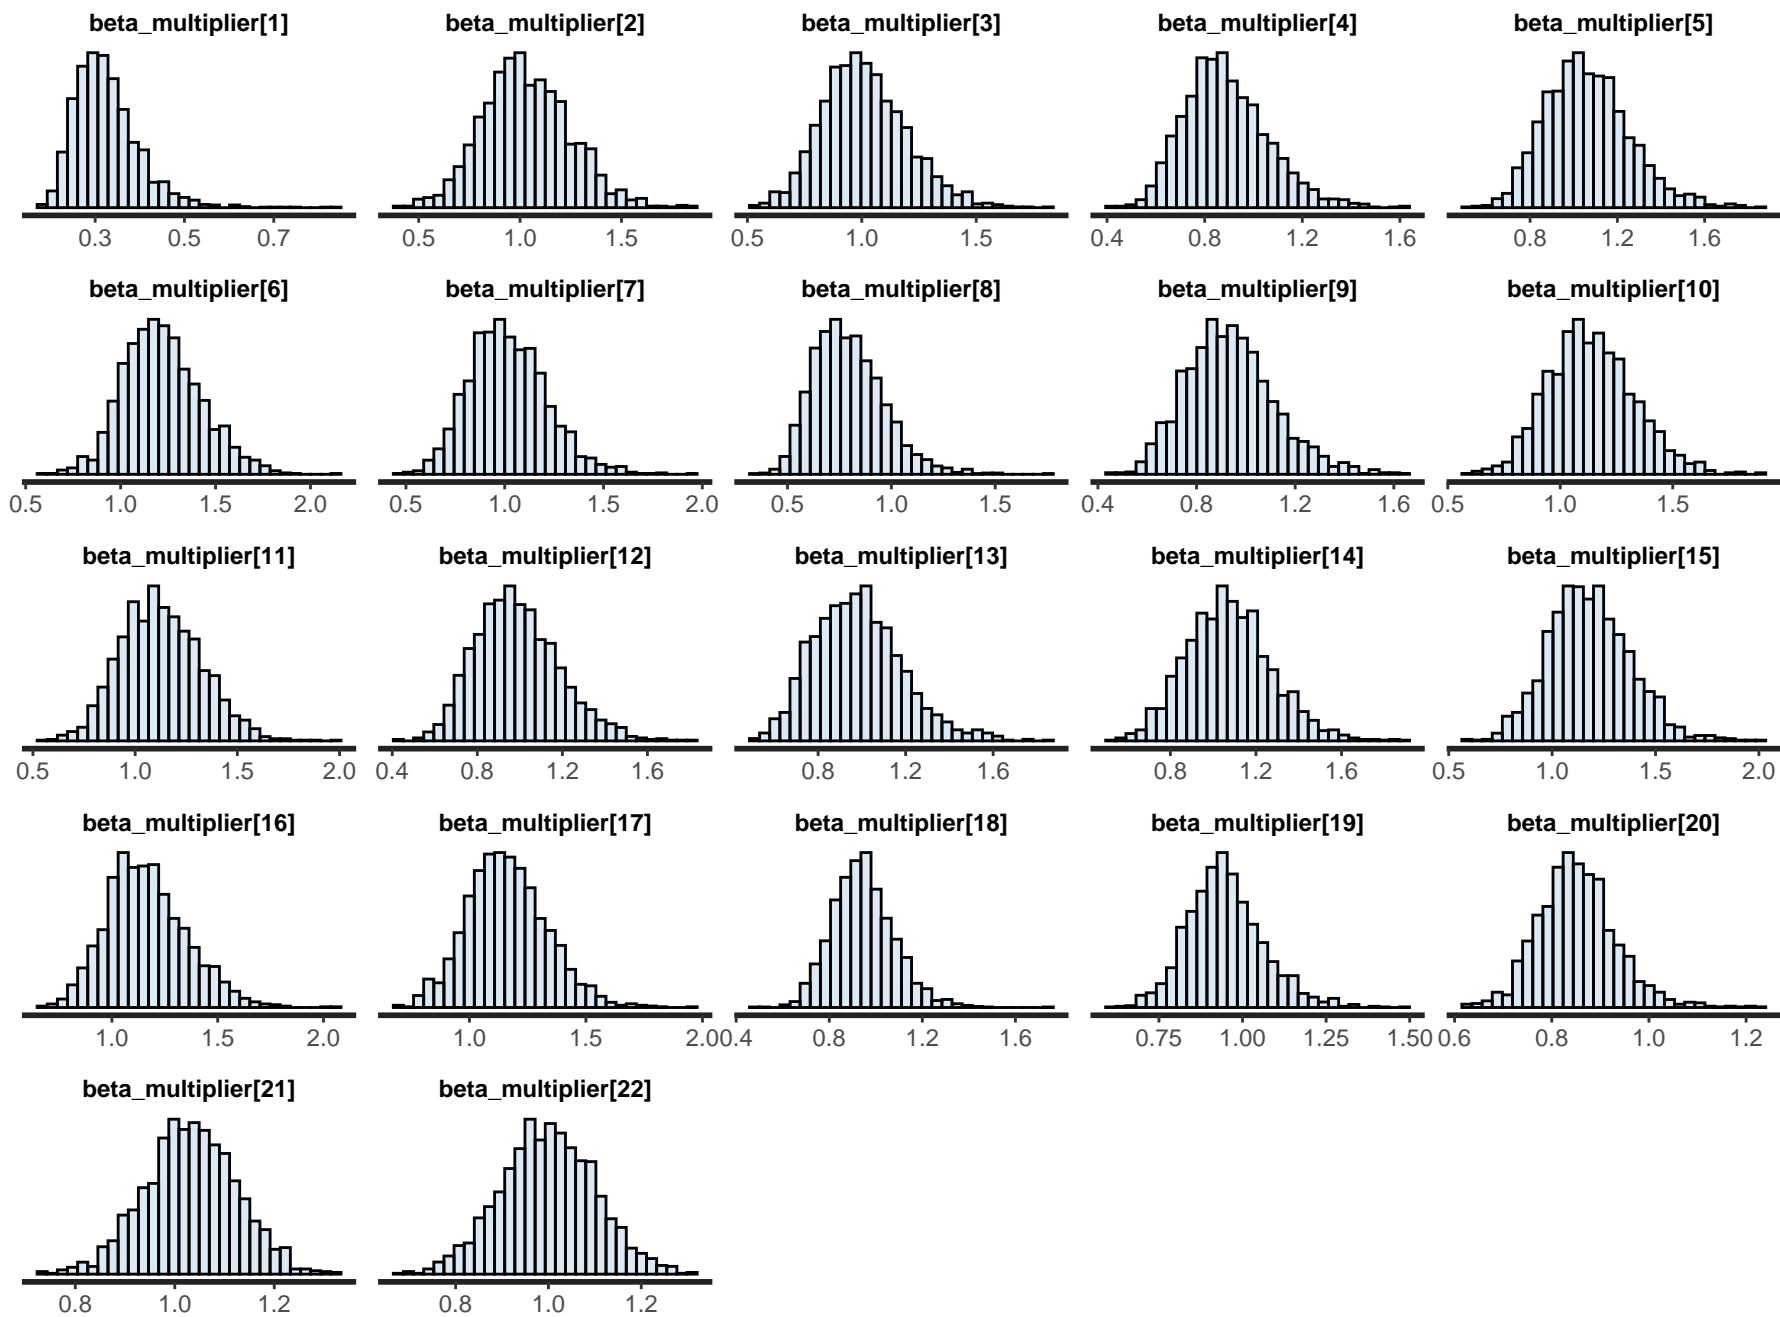 beta_multiplier[1] beta_multiplier[2] beta_multiplier[3] beta_multiplier[4] beta_multiplier[5]
0.3 0.5 0.7 0.5 1.0 1.5 0.5 1.0 1.5 0.4 0.8 1.2 1.6 0.8 1.2 1.6
beta_multiplier[6] beta_multiplier[7] beta_multiplier[8] beta_multiplier[9] beta_multiplier[10]
0.5 1.0 1.5 2.0 0.5 1.0 1.5 2.0 0.5 1.0 1.5 0.4 0.8 1.2 1.6 0.5 1.0 1.5
beta_multiplier[11] beta_multiplier[12] beta_multiplier[13] beta_multiplier[14] beta_multiplier[15]
0.5 1.0 1.5 2.0 0.4 0.8 1.2 1.6 0.8 1.2 1.6 0.8 1.2 1.6 0.5 1.0 1.5 2.0
beta_multiplier[16] beta_multiplier[17] beta_multiplier[18] beta_multiplier[19] beta_multiplier[20]
1.0 1.5 2.0 1.0 1.5 2.0 0.4 0.8 1.2 1.6 0.75 1.00 1.25 1.50 0.6 0.8 1.0 1.2
beta_multiplier[21] beta_multiplier[22]
0.8 1.0 1.2 0.8 1.0 1.2